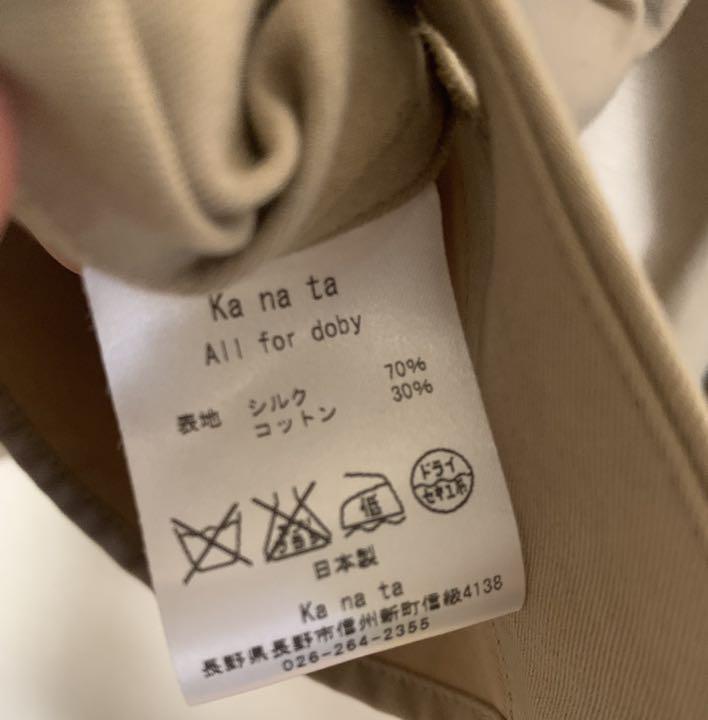 Ka na ta
All for doby
表地 シルク 70%
コットン 30%
低
ドライ
セキユ系
日本製
Ka na ta
長野県長野市信州新町信級4138
026-264-2355